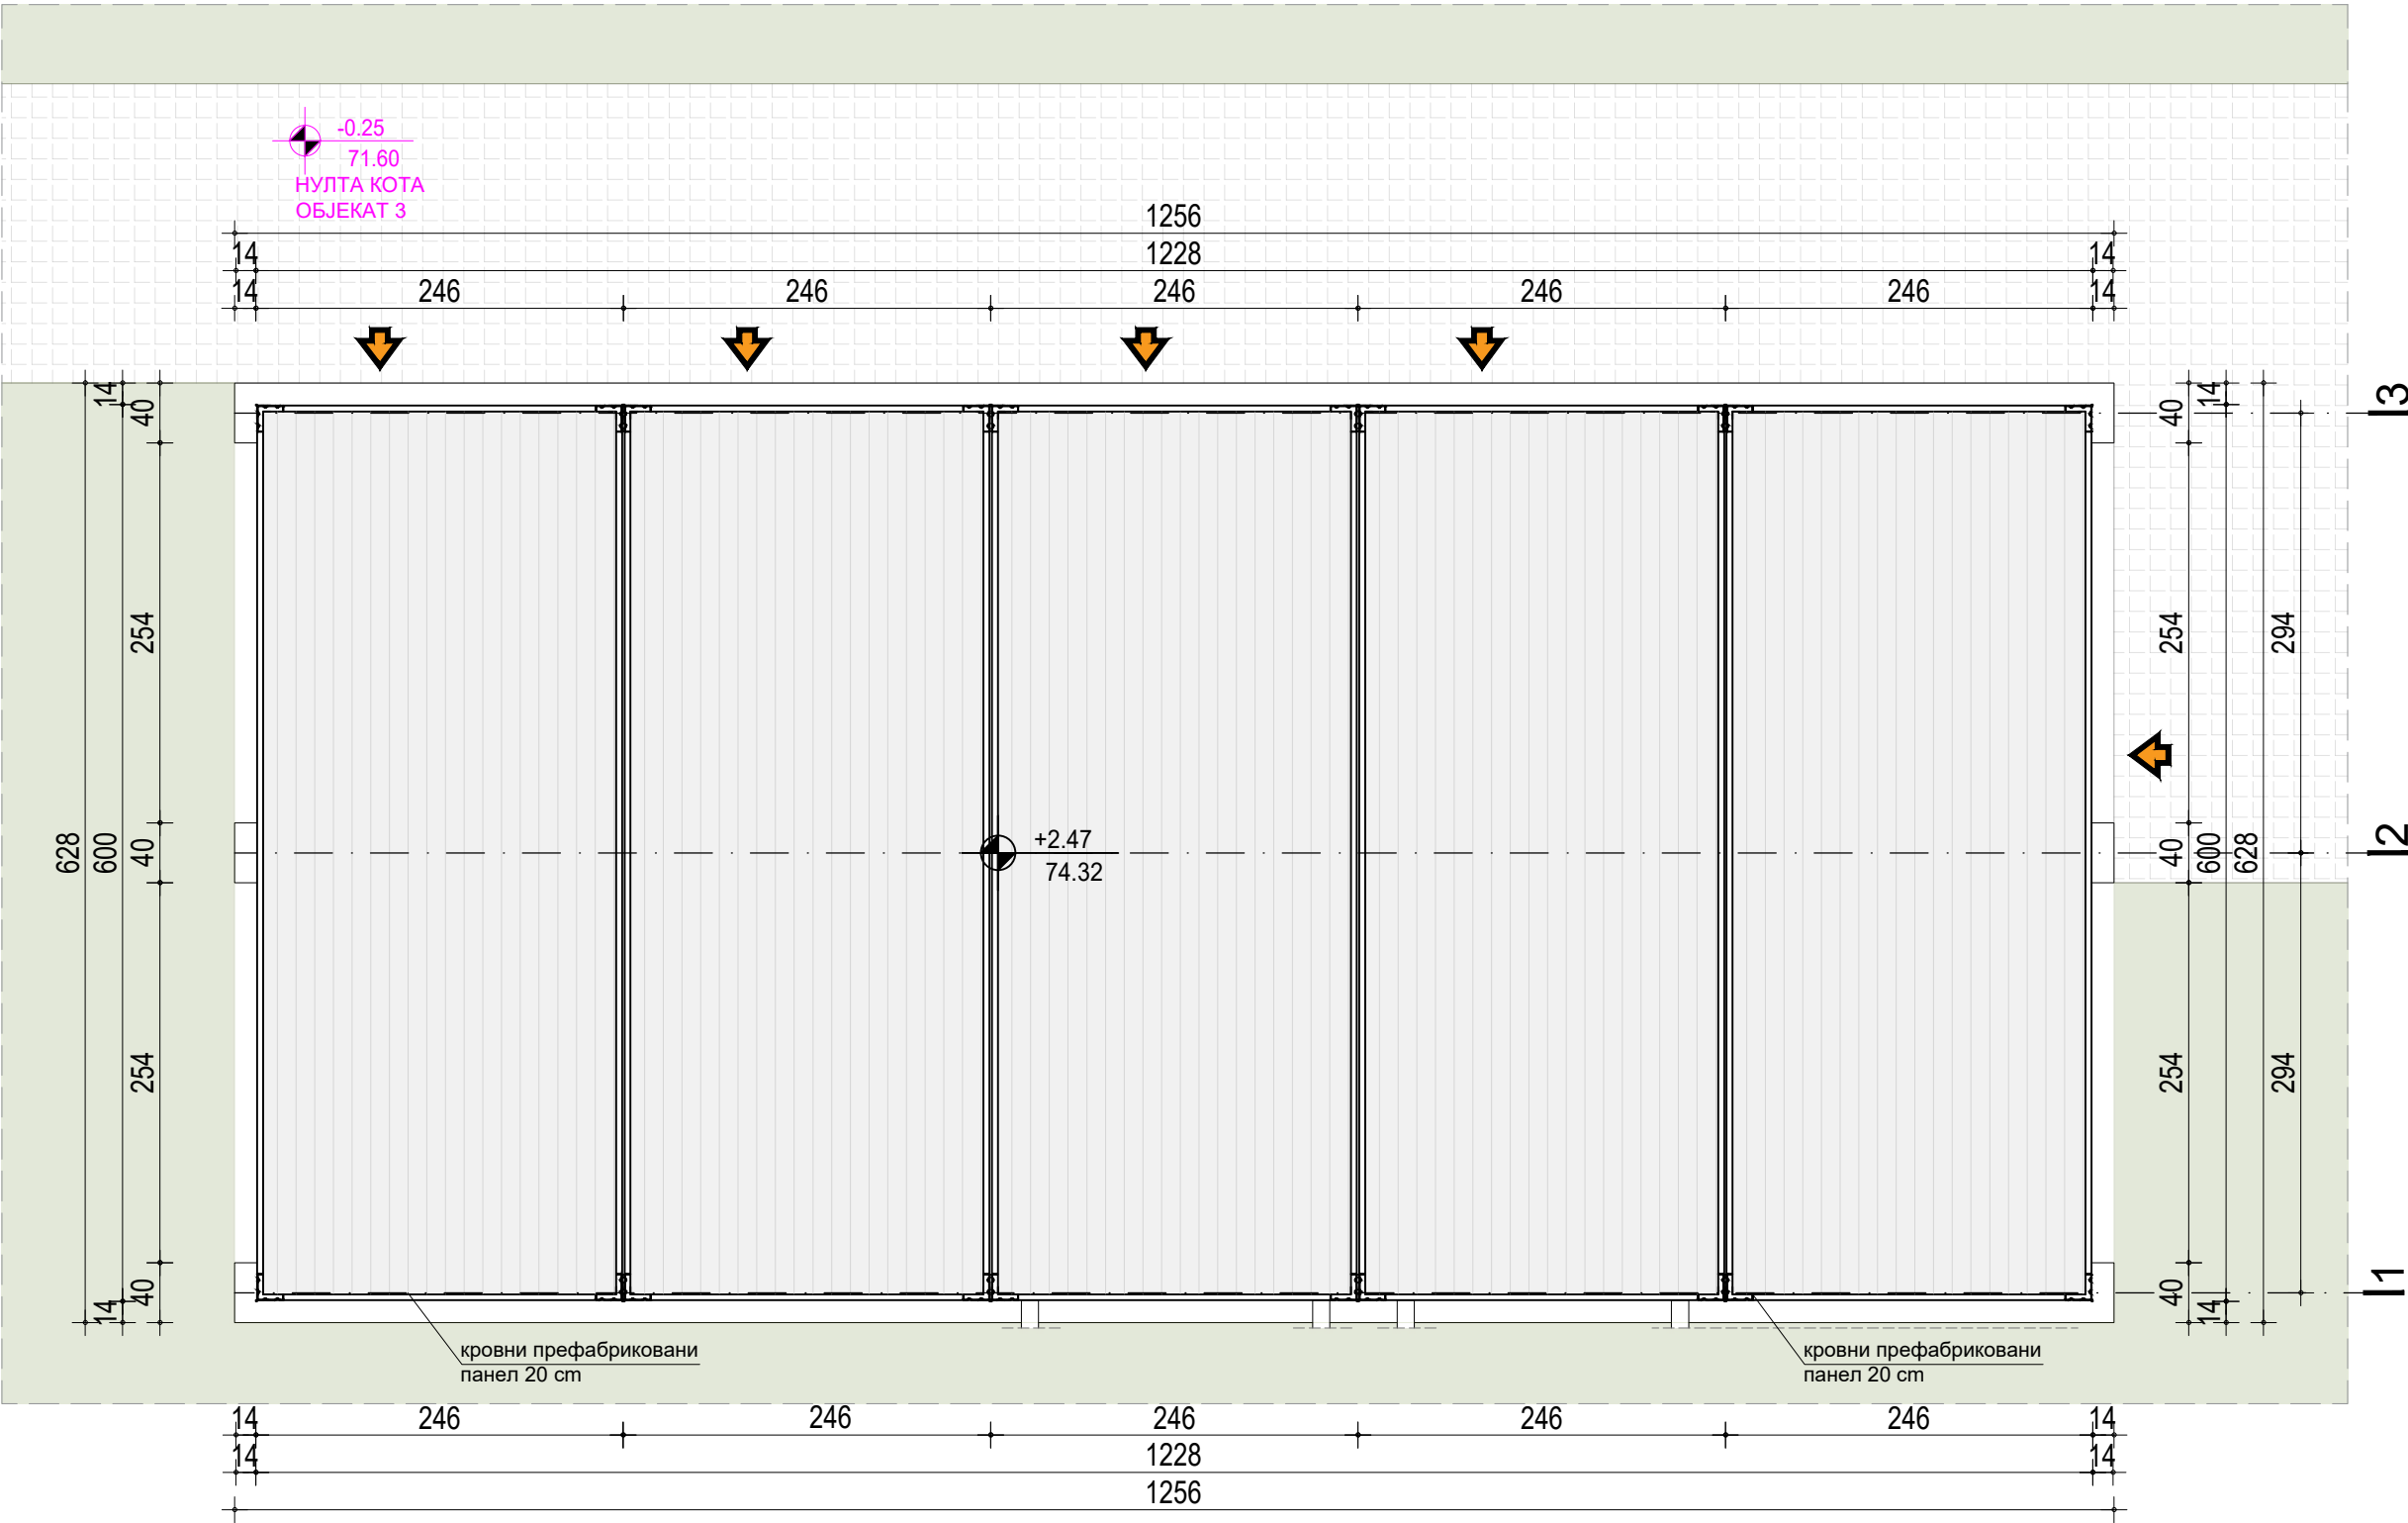 -0.25
71.60
НУЛТА КОТА
ОБЈЕКАТ 3
1256
14 1228 14
14 246 246 246 246 246 14
14 40 254 40 254 40 14
600
628
+2.47
74.32
40 254 40 254 40
14 600 14
628
294 294
I3
I2
I1
кровни префабриковани
панел 20 cm
кровни префабриковани
панел 20 cm
14 246 246 246 246 246 14
14 1228 14
1256